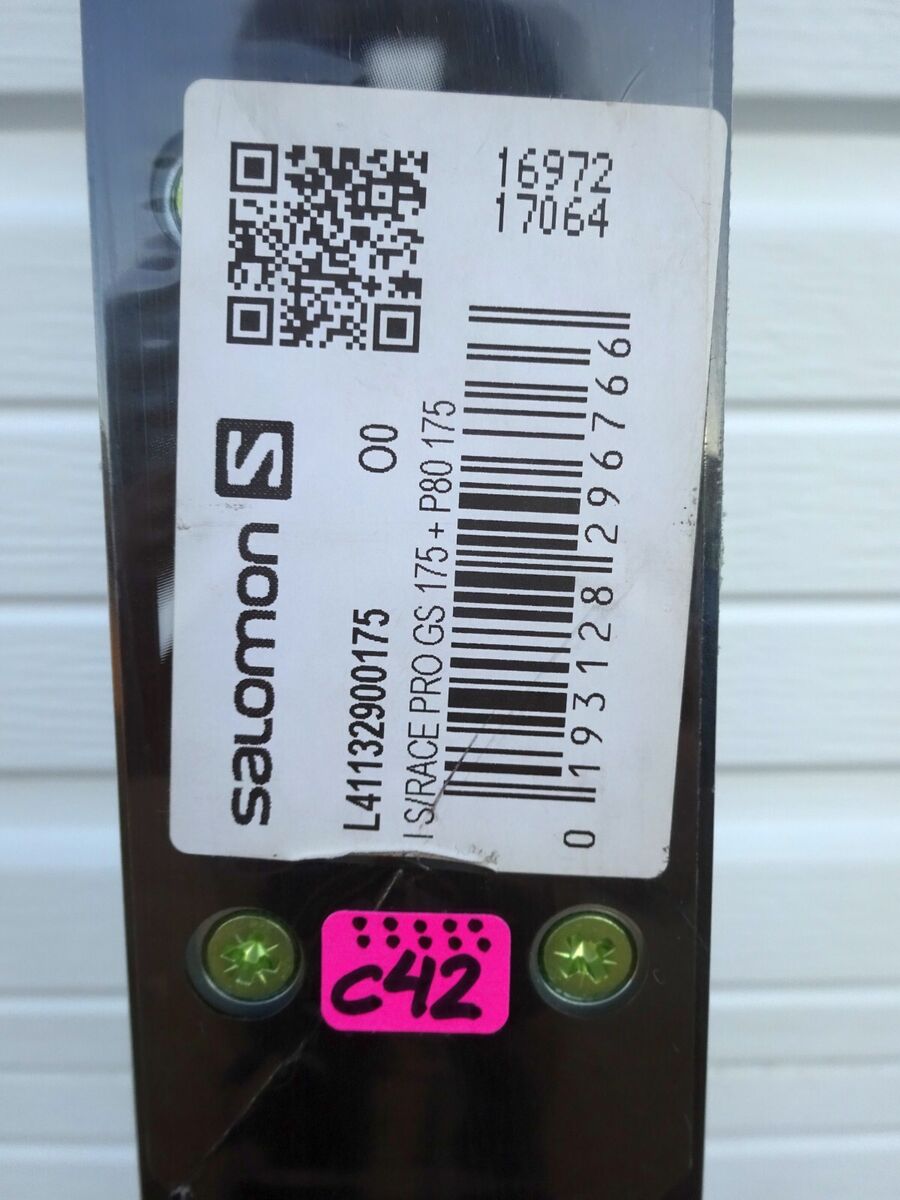 16972
17064
salomon
L41132900175 00
I S/RACE PRO GS 175 + P80 175
0 193128 296766
C42